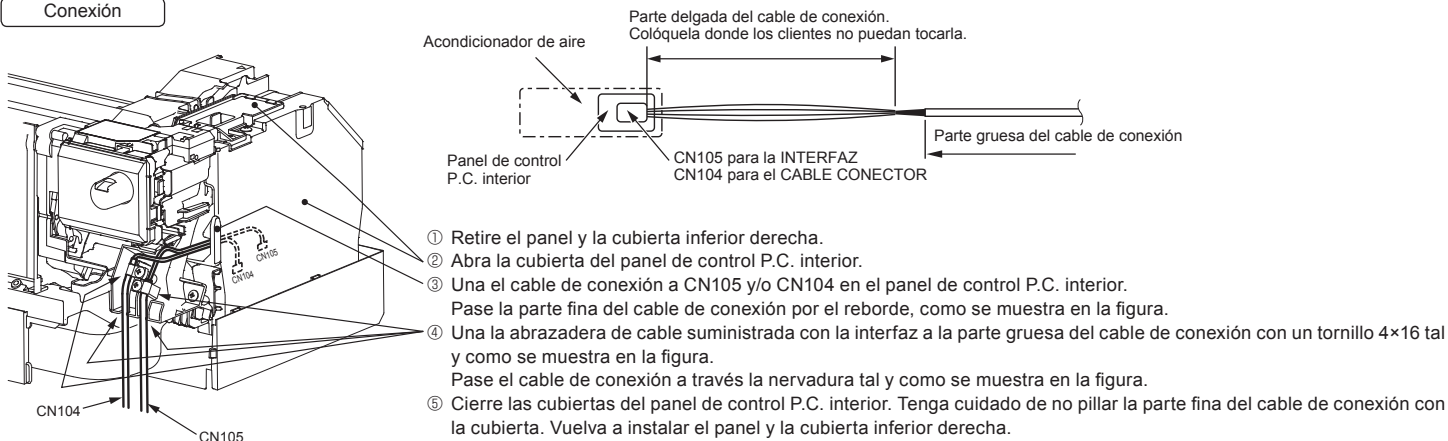 Conexión
Parte delgada del cable de conexión.
Colóquela donde los clientes no puedan tocarla.
Acondicionador de aire
Parte gruesa del cable de conexión
Panel de control
P.C. interior
CN105 para la INTERFAZ
CN104 para el CABLE CONECTOR
① Retire el panel y la cubierta inferior derecha.
② Abra la cubierta del panel de control P.C. interior.
③ Una el cable de conexión a CN105 y/o CN104 en el panel de control P.C. interior.
Pase la parte fina del cable de conexión por el reborde, como se muestra en la figura.
④ Una la abrazadera de cable suministrada con la interfaz a la parte gruesa del cable de conexión con un tornillo 4×16 tal
y como se muestra en la figura.
Pase el cable de conexión a través la nervadura tal y como se muestra en la figura.
⑤ Cierre las cubiertas del panel de control P.C. interior. Tenga cuidado de no pillar la parte fina del cable de conexión con
la cubierta. Vuelva a instalar el panel y la cubierta inferior derecha.
CN105
CN104
CN104
CN105